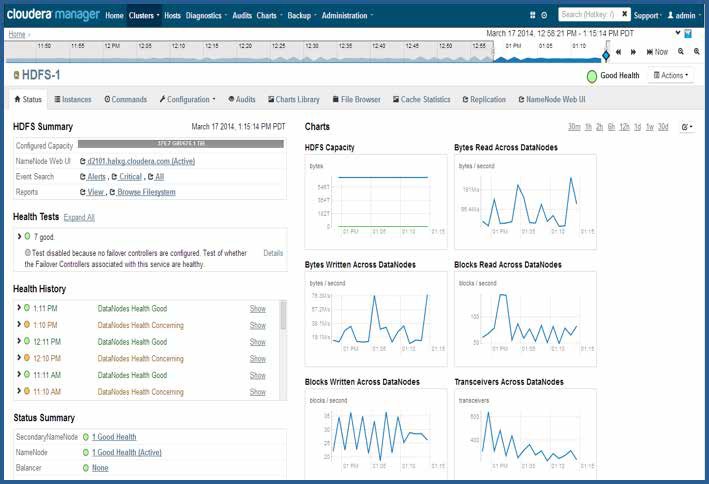 cloudera manager Home Clusters Hosts Diagnostics Audits Charts Backup Administration Search (Hotkey: /) Support admin
Home March 17 2014, 12:58:21 PM - 1:15:14 PM PDT
11:50 11:55 12 PM 12:05 12:10 12:15 12:20 12:25 12:30 12:35 12:40 12:45 12:50 12:55 01 PM 01:05 01:10 Now
HDFS-1 Good Health Actions
Status Instances Commands Configuration Audits Charts Library File Browser Cache Statistics Replication NameNode Web UI
HDFS Summary March 17 2014, 1:15:14 PM PDT
Configured Capacity
NameNode Web UI d2101.halxg.cloudera.com (Active)
Event Search Alerts , Critical , All
Reports View , Browse Filesystem
Health Tests Expand All
7 good.
Test disabled because no failover controllers are configured. Test of whether the Failover Controllers associated with this service are healthy. Details
Health History
1:11 PM DataNodes Health Good Show
1:10 PM DataNodes Health Concerning Show
12:11 PM DataNodes Health Good Show
12:10 PM DataNodes Health Concerning Show
11:11 AM DataNodes Health Good Show
11:10 AM DataNodes Health Concerning Show
Status Summary
SecondaryNameNode 1 Good Health
NameNode 1 Good Health (Active)
Balancer None
Charts 30m 1h 2h 6h 12h 1d 1w 30d
HDFS Capacity
bytes
546T
364T
182T
0
01 PM 01:05 01:10 01:15
Bytes Read Across DataNodes
bytes / second
191M
95.4M
01 PM 01:05 01:10 01:15
Bytes Written Across DataNodes
bytes / second
76.3M
57.2M
38.1M
19.1M
01 PM 01:05 01:10 01:15
Blocks Read Across DataNodes
blocks / second
100
50
01 PM 01:05 01:10 01:15
Blocks Written Across DataNodes
blocks / second
35
30
25
20
01 PM 01:05 01:10 01:15
Transceivers Across DataNodes
transceivers
600
400
01 PM 01:05 01:10 01:15